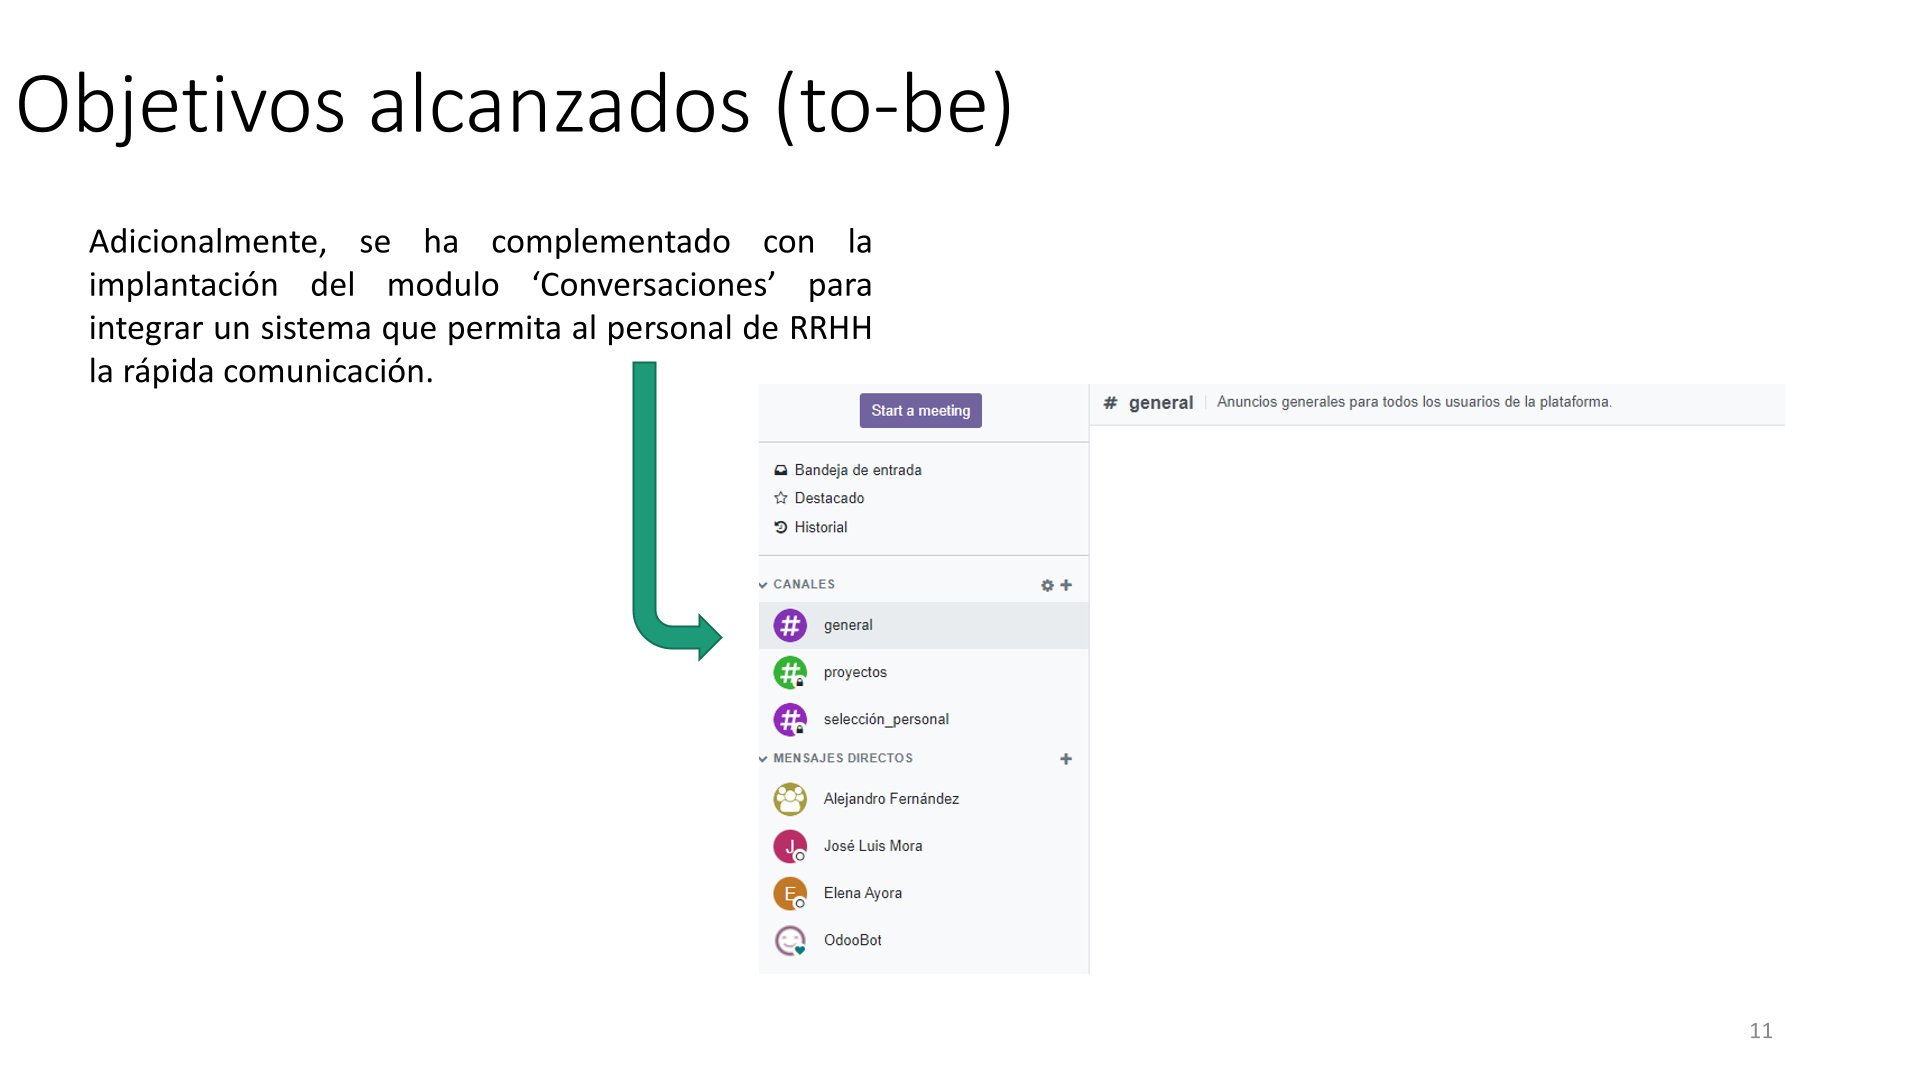 Objetivos alcanzados (to-be)
Adicionalmente, se ha complementado con la
implantación del modulo ‘Conversaciones’ para
integrar un sistema que permita al personal de RRHH
la rápida comunicación.
Start a meeting
Bandeja de entrada
Destacado
Historial
CANALES
general
proyectos
selección_personal
MENSAJES DIRECTOS
Alejandro Fernández
J
José Luis Mora
E
Elena Ayora
OdooBot
# general
Anuncios generales para todos los usuarios de la plataforma.
11